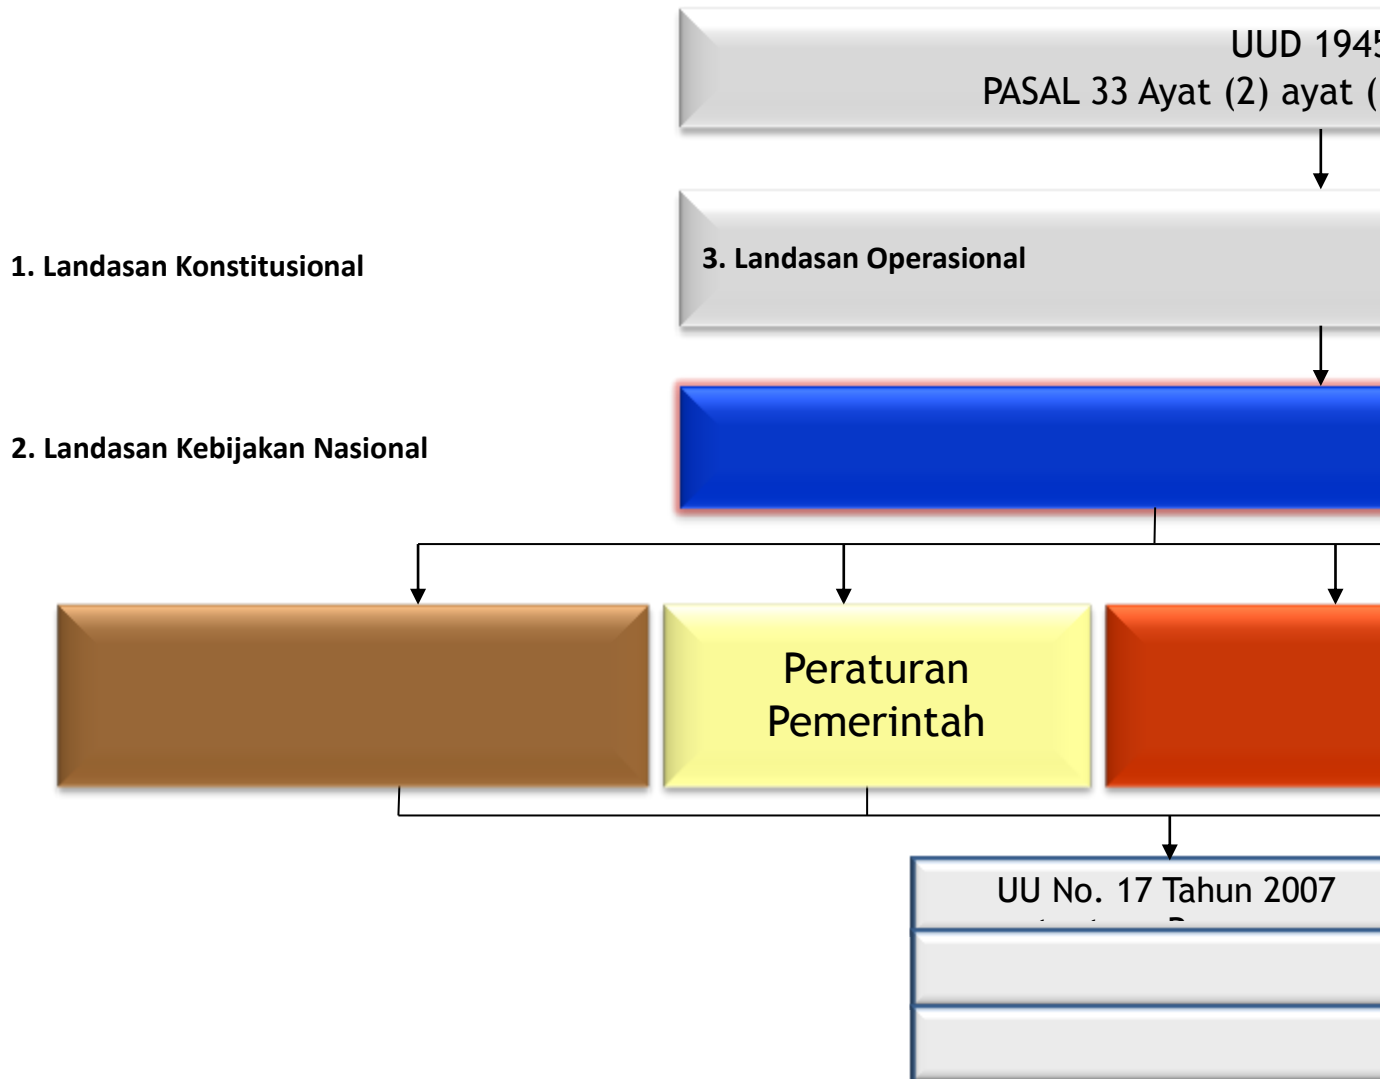 UUD 1945
PASAL 33 Ayat (2) ayat (
1. Landasan Konstitusional
3. Landasan Operasional
2. Landasan Kebijakan Nasional
Peraturan
Pemerintah
UU No. 17 Tahun 2007